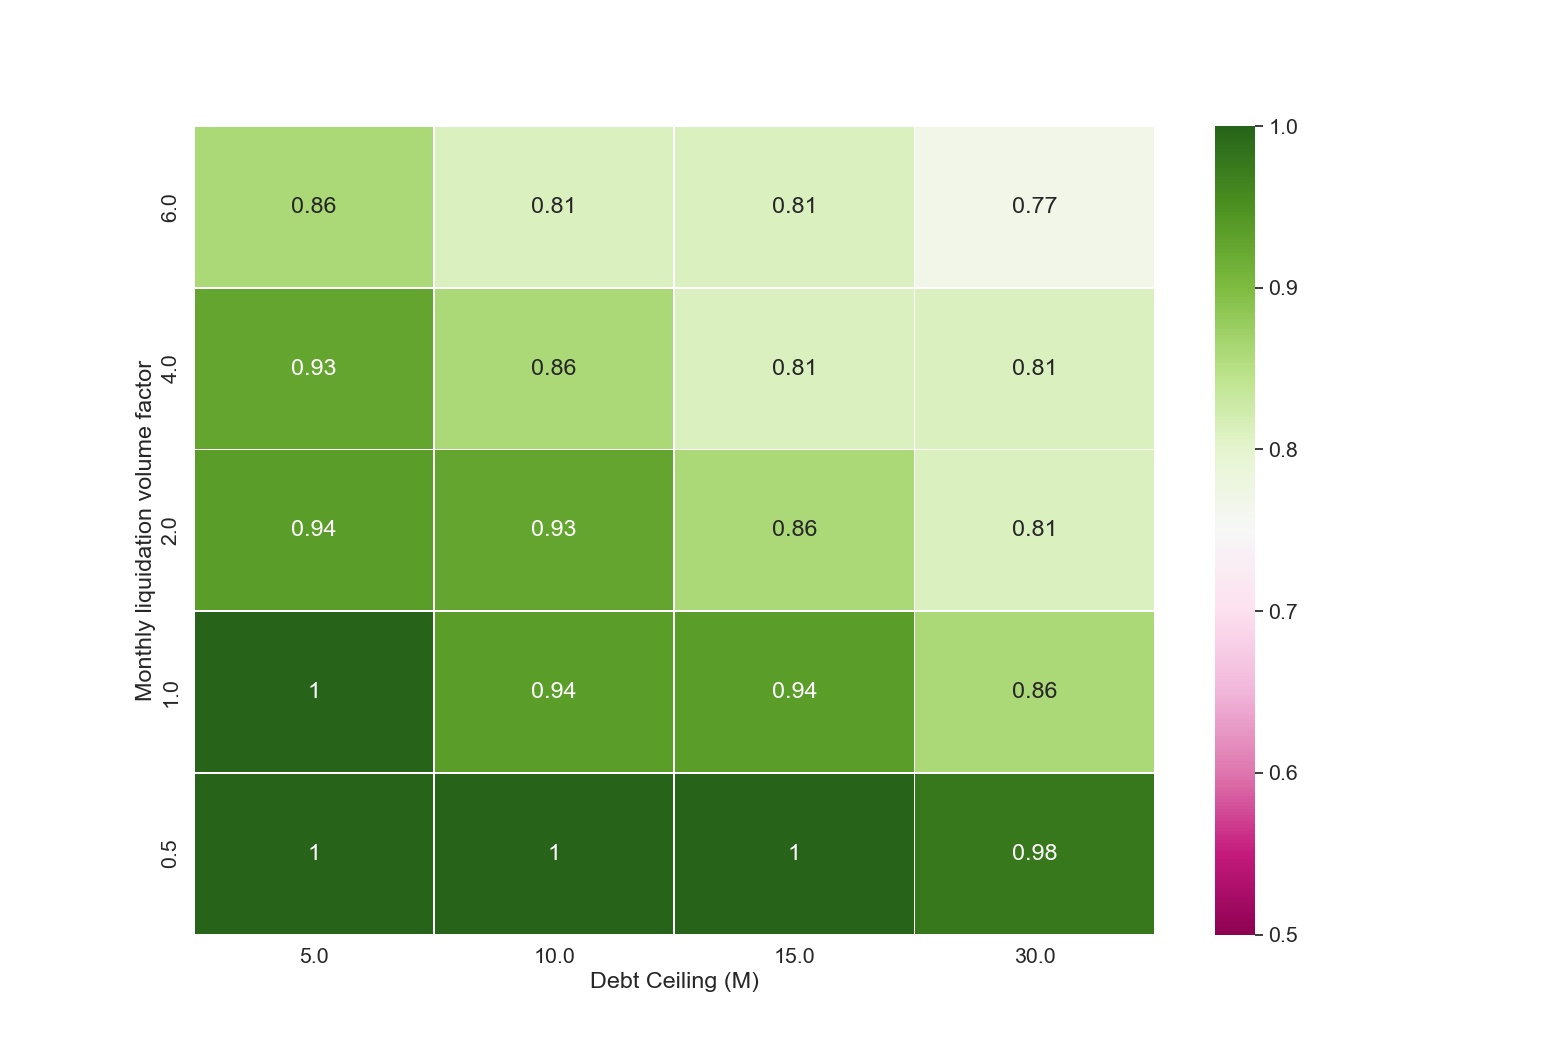 1.0
6.0 0.86 0.81 0.81 0.77
0.9
4.0 0.93 0.86 0.81 0.81
0.8
Monthly liquidation volume factor
2.0 0.94 0.93 0.86 0.81
0.7
1.0 1 0.94 0.94 0.86
0.6
0.5 1 1 1 0.98
0.5
5.0 10.0 15.0 30.0
Debt Ceiling (M)